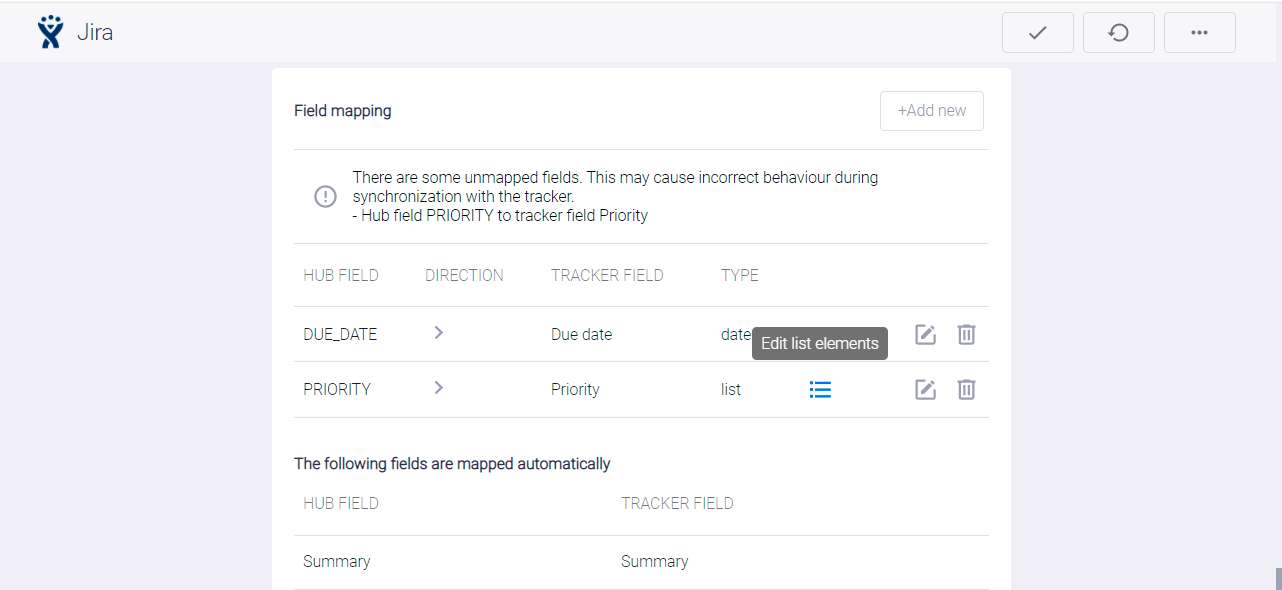 Jira
Field mapping
+Add new
There are some unmapped fields. This may cause incorrect behaviour during
synchronization with the tracker.
- Hub field PRIORITY to tracker field Priority
HUB FIELD DIRECTION TRACKER FIELD TYPE
DUE_DATE Due date date
Edit list elements
PRIORITY Priority list
The following fields are mapped automatically
HUB FIELD TRACKER FIELD
Summary Summary